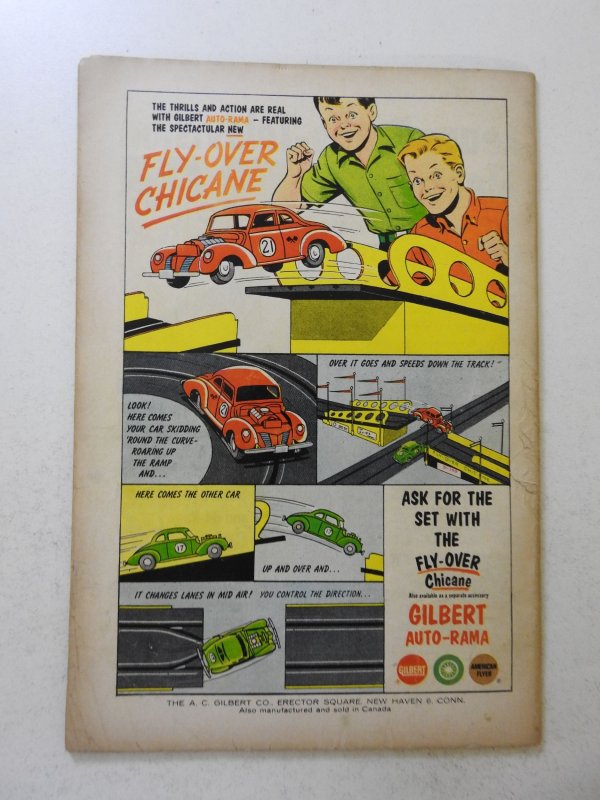 THE THRILLS AND ACTION ARE REAL
WITH GILBERT AUTO-RAMA – FEATURING
THE SPECTACULAR NEW
FLY-OVER
CHICANE
21
LOOK!
HERE COMES
YOUR CAR SKIDDING
'ROUND THE CURVE-
ROARING UP
THE RAMP
AND...
21
OVER IT GOES AND SPEEDS DOWN THE TRACK!
HERE COMES THE OTHER CAR
17
UP AND OVER AND...
IT CHANGES LANES IN MID AIR! YOU CONTROL THE DIRECTION...
ASK FOR THE
SET WITH
THE
FLY-OVER
Chicane
Also available as a separate accessory
GILBERT
AUTO-RAMA
GILBERT
AMERICAN
FLYER
THE A. C. GILBERT CO., ERECTOR SQUARE, NEW HAVEN 6, CONN.
Also manufactured and sold in Canada